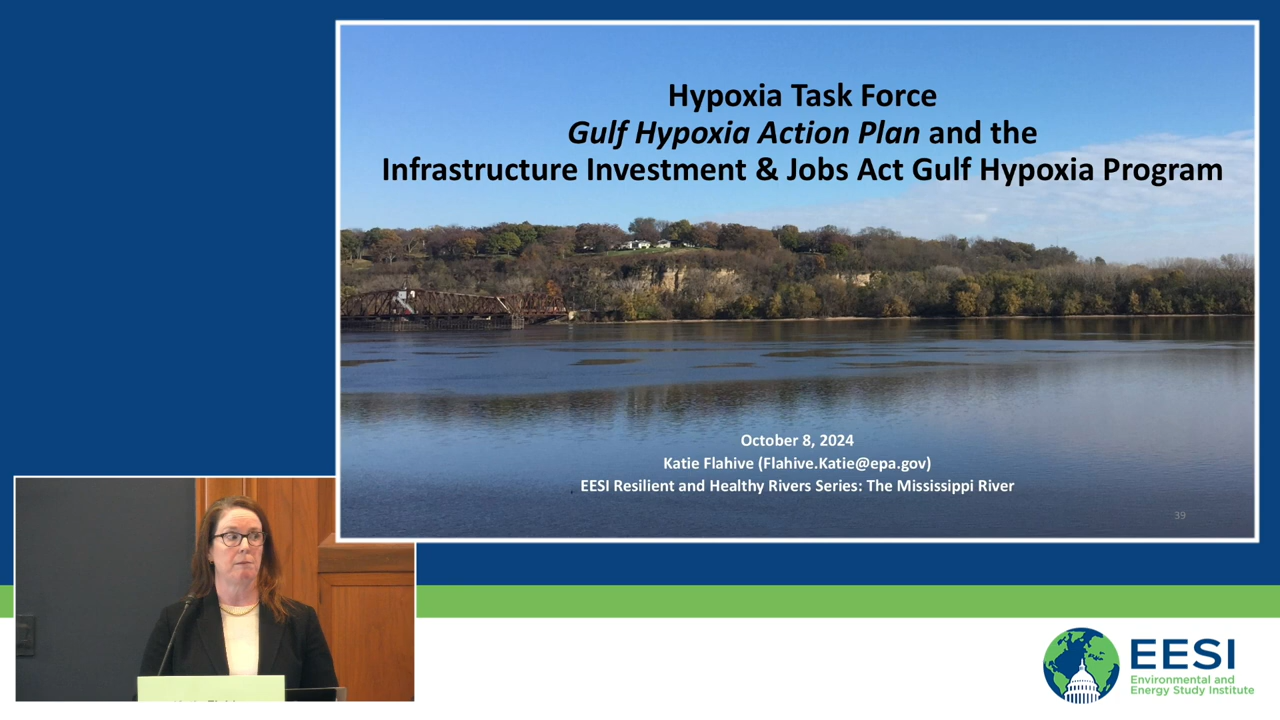 Hypoxia Task Force
Gulf Hypoxia Action Plan and the
Infrastructure Investment & Jobs Act Gulf Hypoxia Program
October 8, 2024
Katie Flahive (Flahive.Katie@epa.gov)
EESI Resilient and Healthy Rivers Series: The Mississippi River
39
EESI
Environmental and
Energy Study Institute